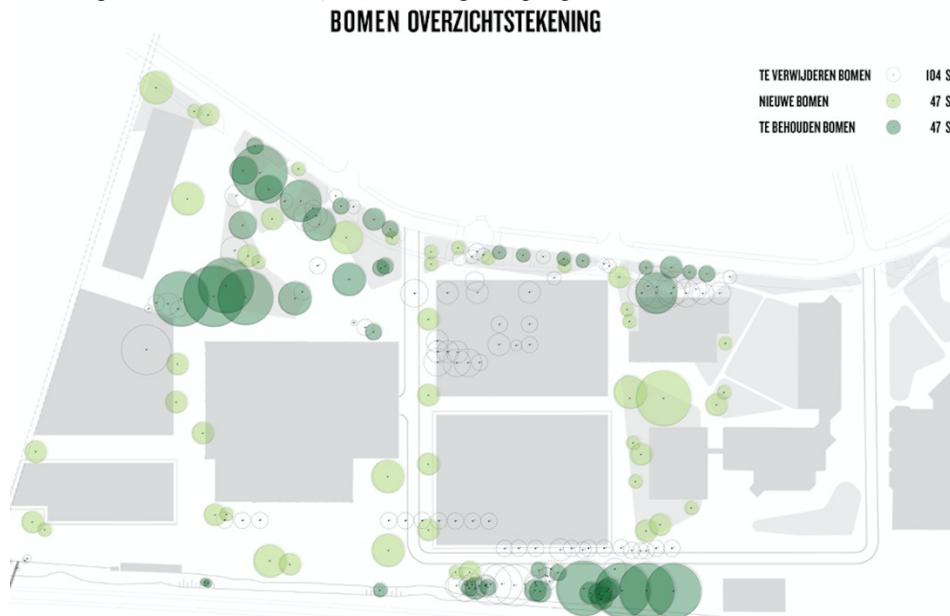 BOMEN OVERZICHTSTEKENING
TE VERWIJDEREN BOMEN 104 S
NIEUWE BOMEN 47 S
TE BEHOUDEN BOMEN 47 S